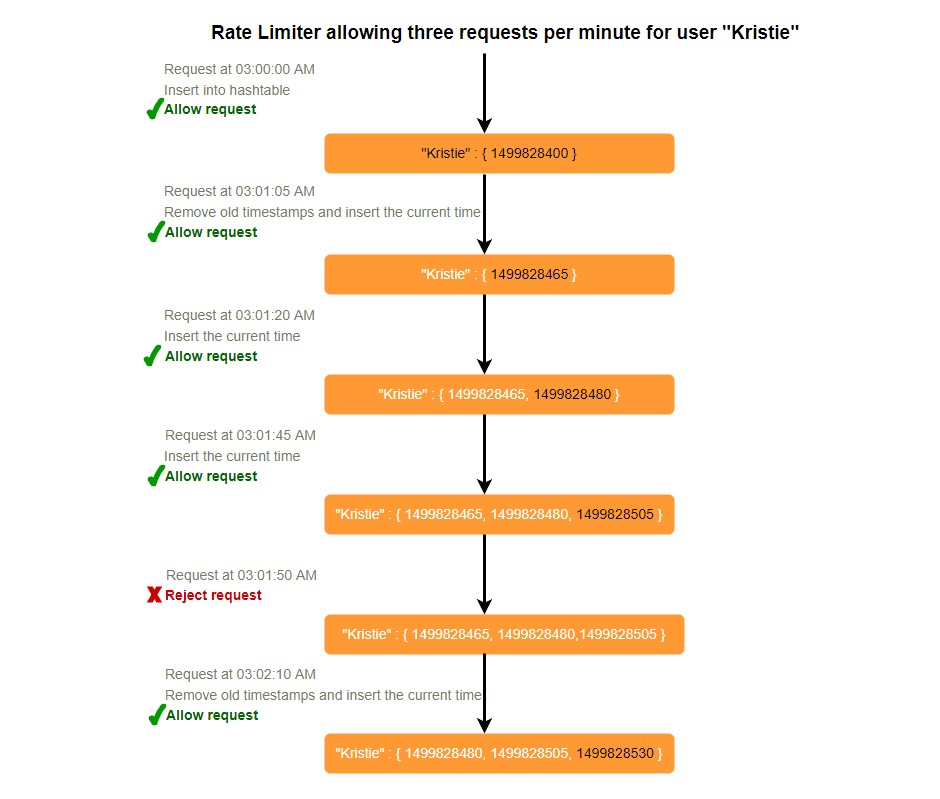 Rate Limiter allowing three requests per minute for user "Kristie"
Request at 03:00:00 AM
Insert into hashtable
Allow request
"Kristie" : { 1499828400 }
Request at 03:01:05 AM
Remove old timestamps and insert the current time
Allow request
"Kristie" : { 1499828465 }
Request at 03:01:20 AM
Insert the current time
Allow request
"Kristie" : { 1499828465, 1499828480 }
Request at 03:01:45 AM
Insert the current time
Allow request
"Kristie" : { 1499828465, 1499828480, 1499828505 }
Request at 03:01:50 AM
Reject request
"Kristie" : { 1499828465, 1499828480,1499828505 }
Request at 03:02:10 AM
Remove old timestamps and insert the current time
Allow request
"Kristie" : { 1499828480, 1499828505, 1499828530 }